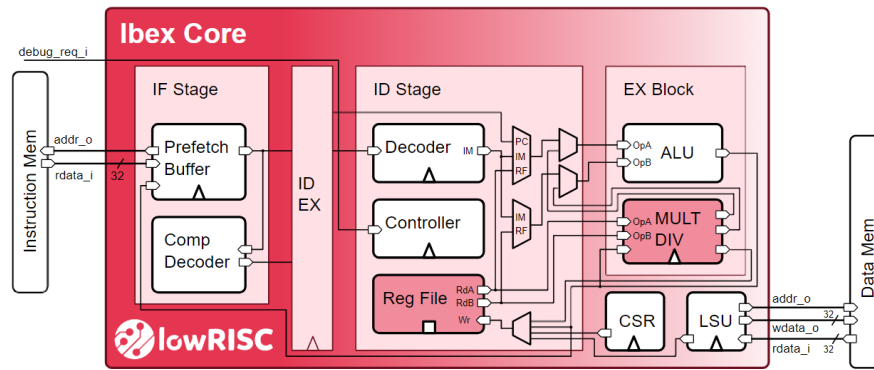 Ibex Core
debug_req_i
IF Stage
ID Stage
EX Block
Instruction Mem
addr_o
rdata_i
32
Prefetch
Buffer
Comp
Decoder
ID
EX
Decoder
IM
Controller
Reg File
RdA
RdB
Wr
PC
IM
RF
IM
RF
OpA
OpB
ALU
OpA
OpB
MULT
DIV
CSR
LSU
addr_o
32
wdata_o
rdata_i
32
Data Mem
lowRISC